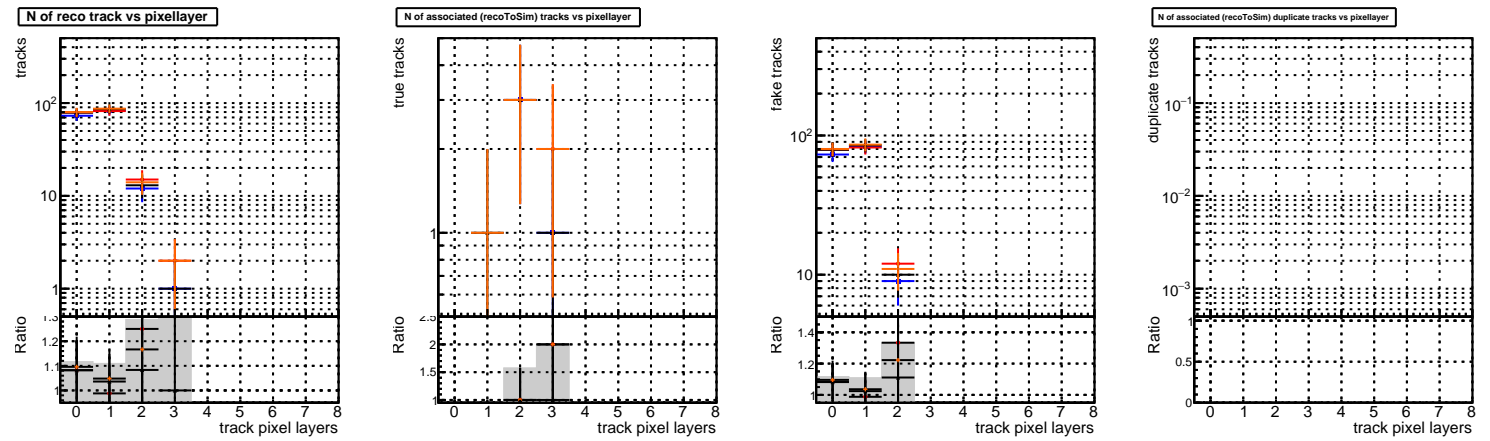 N of reco track vs pixellayer
tracks
10²
10
1
Ratio
1.3
1.2
1.1
1
0 1 2 3 4 5 6 7 8
track pixel layers
N of associated (recoToSim) tracks vs pixellayer
true tracks
1
Ratio
2.5
2
1.5
1
0 1 2 3 4 5 6 7 8
track pixel layers
fake tracks
10²
10
Ratio
1.4
1.2
1
0 1 2 3 4 5 6 7 8
track pixel layers
N of associated (recoToSim) duplicate tracks vs pixellayer
duplicate tracks
10⁻¹
10⁻²
10⁻³
Ratio
1
0.5
0
0 1 2 3 4 5 6 7 8
track pixel layers